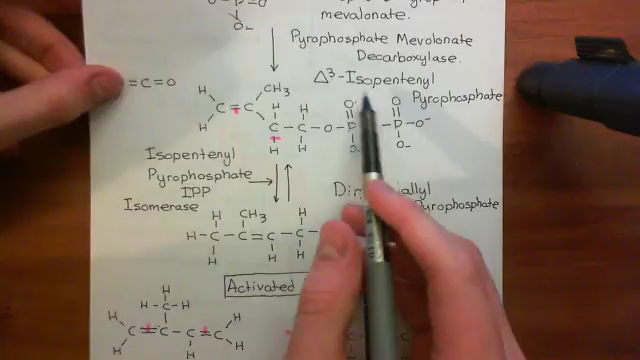 mevalonate.
Pyrophosphate Mevolonate
Decarboxylase.
=C=O
Δ³-Isopentenyl
Pyrophosphate
H
CH₃
C = C
H H
H
O⁻ O
C – C – O – P – P – O⁻
H H O₋ O₋
Isopentenyl
Pyrophosphate
IPP
Isomerase
H CH₃ H
H – C – C = C – C –
H H H
Activated
H
H – C – H
H H
C = C – C = C
H H H